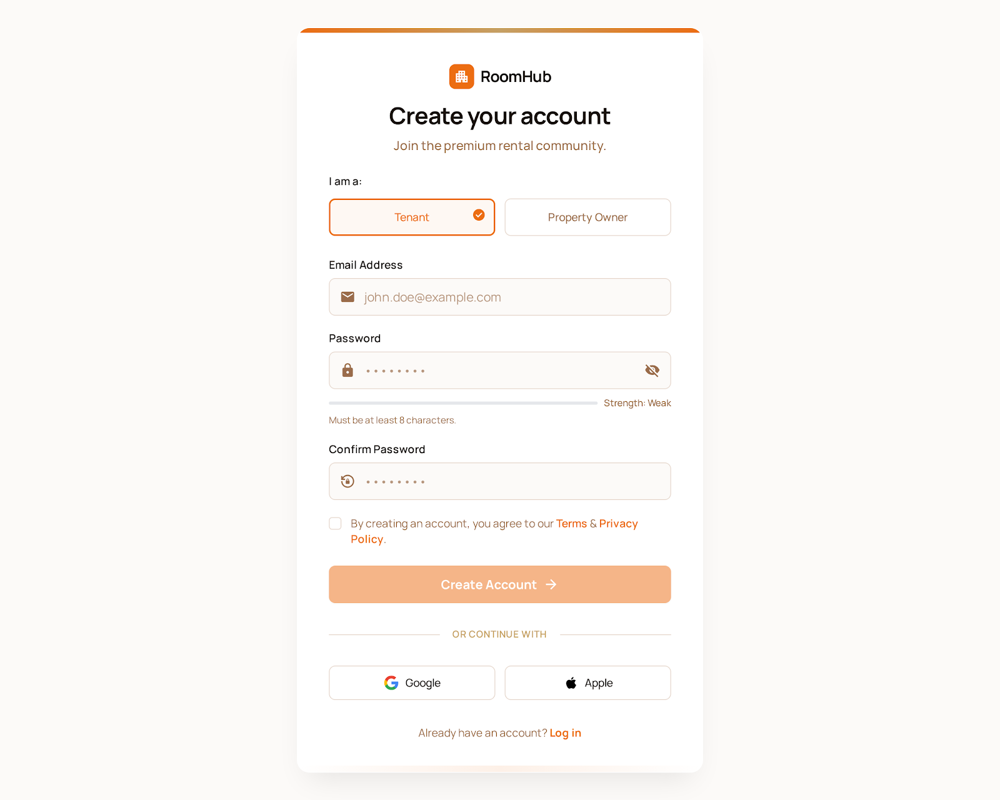 RoomHub
Create your account
Join the premium rental community.
I am a:
Tenant
Property Owner
Email Address
john.doe@example.com
Password
••••••••
Strength: Weak
Must be at least 8 characters.
Confirm Password
••••••••
By creating an account, you agree to our Terms & Privacy
Policy.
Create Account →
OR CONTINUE WITH
Google
Apple
Already have an account? Log in